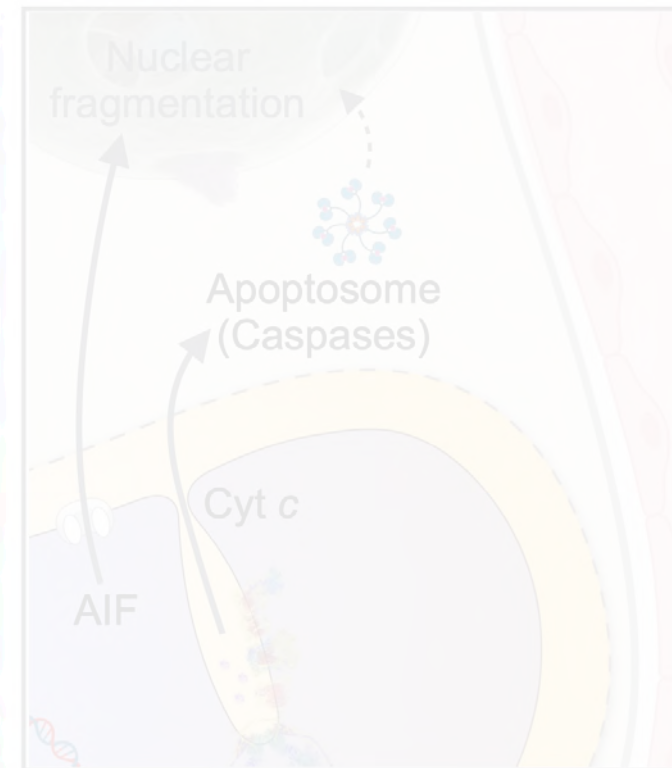 Nuclear
fragmentation
Apoptosome
(Caspases)
Cyt c
AIF